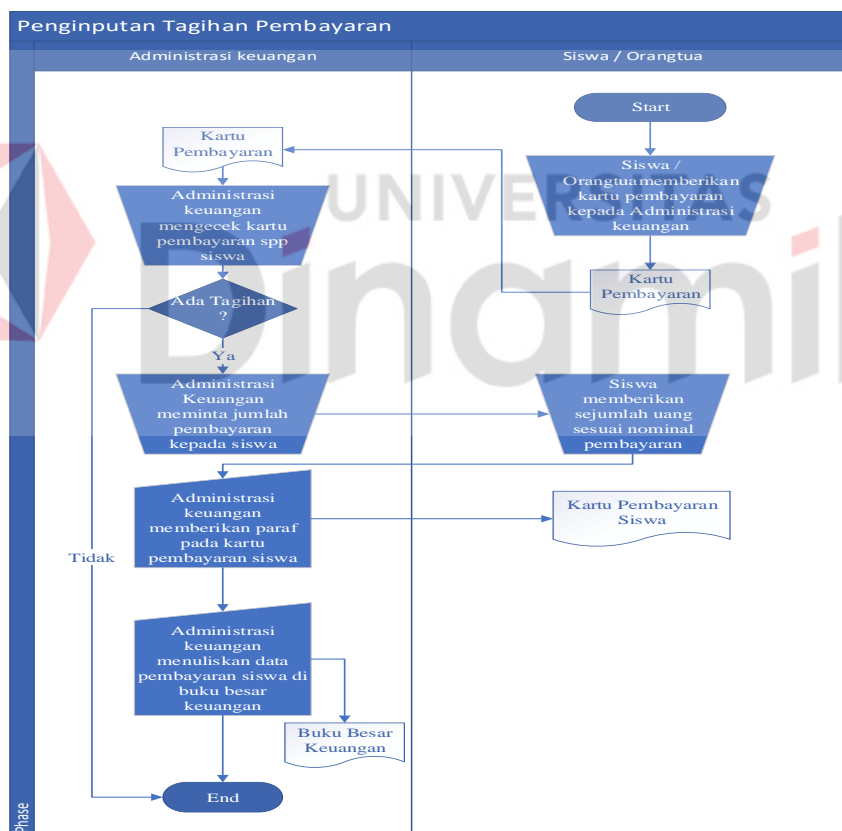 Penginputan Tagihan Pembayaran
Administrasi keuangan
Siswa / Orangtua
Start
Siswa /
Orangtuamemberikan
kartu pembayaran
kepada Administrasi
keuangan
Kartu
Pembayaran
Kartu
Pembayaran
Administrasi
keuangan
mengecek kartu
pembayaran spp
siswa
Ada Tagihan
?
Ya
Tidak
Administrasi
Keuangan
meminta jumlah
pembayaran
kepada siswa
Siswa
memberikan
sejumlah uang
sesuai nominal
pembayaran
Administrasi
keuangan
memberikan paraf
pada kartu
pembayaran siswa
Kartu Pembayaran
Siswa
Administrasi
keuangan
menuliskan data
pembayaran siswa di
buku besar
keuangan
Buku Besar
Keuangan
End
Phase
UNIVERSITAS
Dinamik